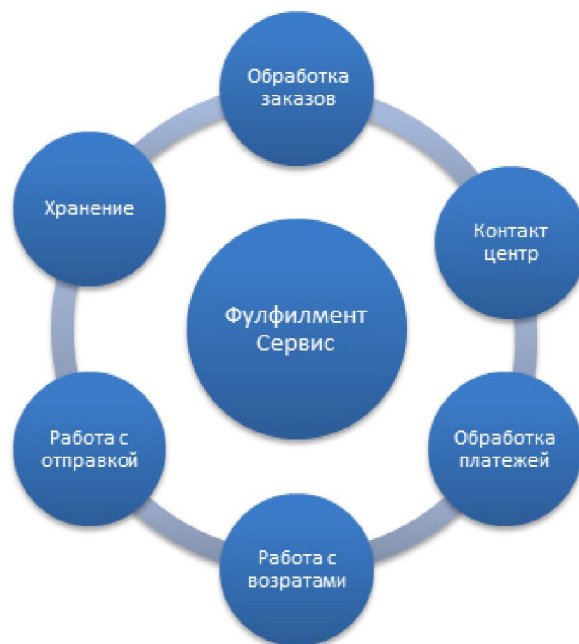 Обработка
заказов
Контакт
центр
Обработка
платежей
Работа с
возратами
Работа с
отправкой
Хранение
Фулфилмент
Сервис